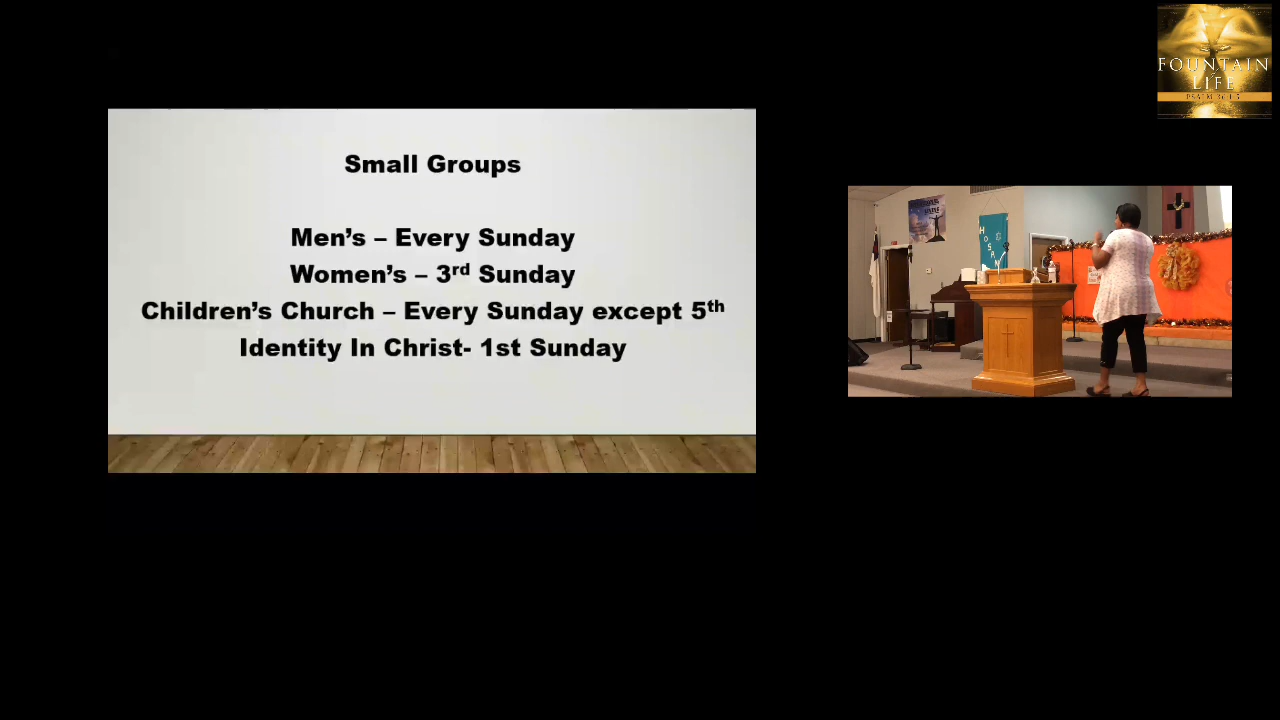 FOUNTAIN
of
LIFE
Small Groups
Men's – Every Sunday
Women's – 3rd Sunday
Children's Church – Every Sunday except 5th
Identity In Christ- 1st Sunday